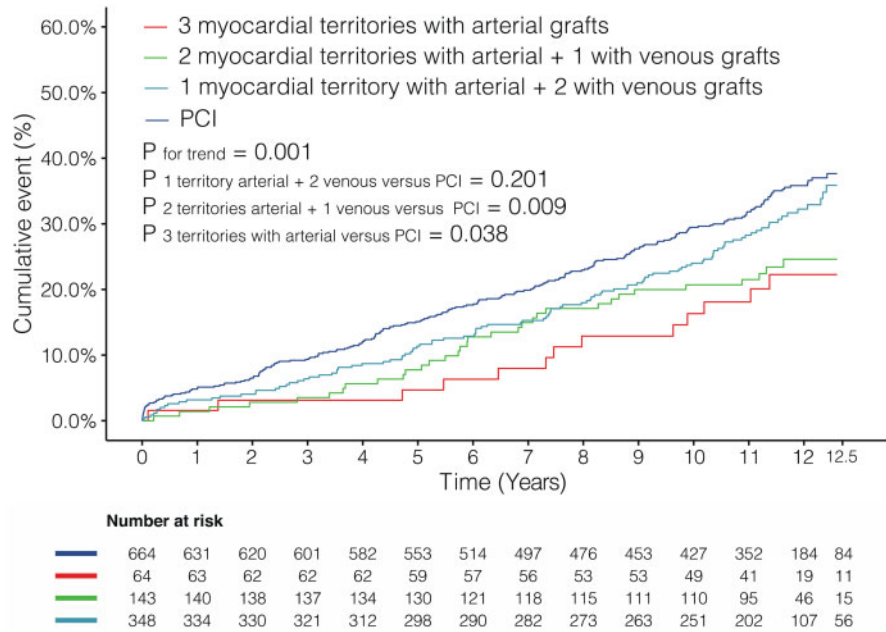 60.0%
50.0%
40.0%
30.0%
20.0%
10.0%
0.0%
Cumulative event (%)
3 myocardial territories with arterial grafts
2 myocardial territories with arterial + 1 with venous grafts
1 myocardial territory with arterial + 2 with venous grafts
PCI
P for trend = 0.001
P 1 territory arterial + 2 venous versus PCI = 0.201
P 2 territories arterial + 1 venous versus PCI = 0.009
P 3 territories with arterial versus PCI = 0.038
0 1 2 3 4 5 6 7 8 9 10 11 12 12.5
Time (Years)
Number at risk
664 631 620 601 582 553 514 497 476 453 427 352 184 84
64 63 62 62 62 59 57 56 53 53 49 41 19 11
143 140 138 137 134 130 121 118 115 111 110 95 46 15
348 334 330 321 312 298 290 282 273 263 251 202 107 56